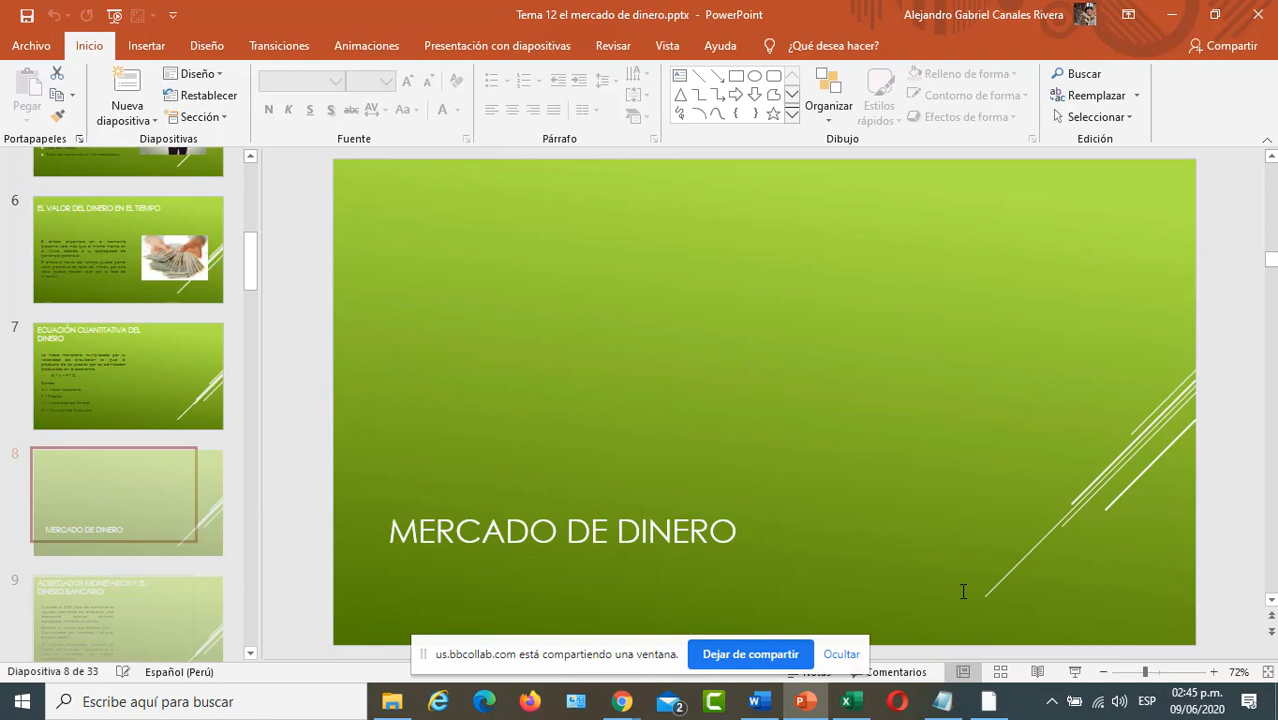 Tema 12 el mercado de dinero.pptx - PowerPoint
Alejandro Gabriel Canales Rivera
Archivo Inicio Insertar Diseño Transiciones Animaciones Presentación con diapositivas Revisar Vista Ayuda ¿Qué desea hacer? Compartir
Pegar
Nueva diapositiva
Diseño
Restablecer
Sección
N K S S abc AV Aa A
Organizar
Estilos rápidos
Relleno de forma
Contorno de forma
Efectos de forma
Buscar
Reemplazar
Seleccionar
Portapapeles Diapositivas Fuente Párrafo Dibujo Edición
6
EL VALOR DEL DINERO EN EL TIEMPO
7
ECUACIÓN CUANTITATIVA DEL
DINERO
8
MERCADO DE DINERO
9
AGREGADOS MONETARIOS Y EL
DINERO BANCARIO
MERCADO DE DINERO
us.bbcollab.com está compartiendo una ventana. Dejar de compartir Ocultar
Diapositiva 8 de 33 Español (Perú) Notas Comentarios 72%
Escribe aquí para buscar
2
ESP
02:45 p.m.
09/06/2020